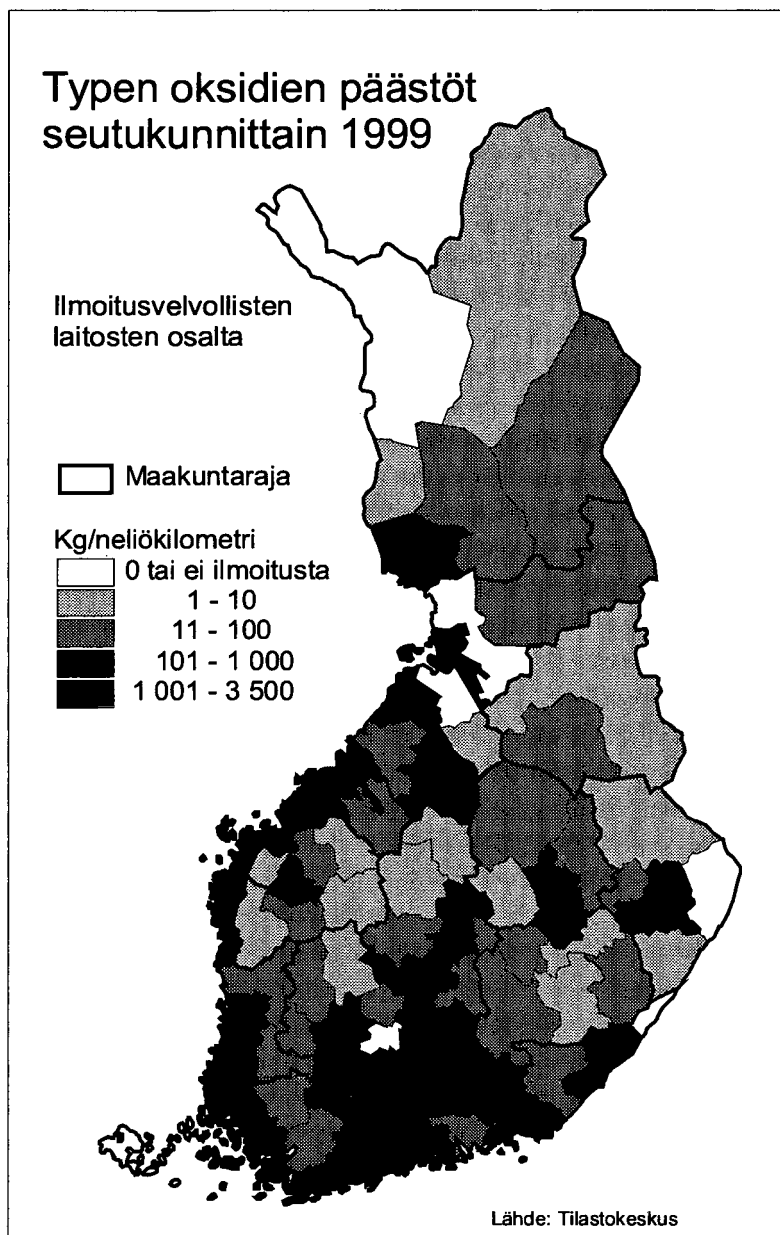 Typen oksidien päästöt
seutukunnittain 1999
Ilmoitusvelvollisten
laitosten osalta
Maakuntaraja
Kg/neliökilometri
0 tai ei ilmoitusta
1 - 10
11 - 100
101 - 1 000
1 001 - 3 500
Lähde: Tilastokeskus